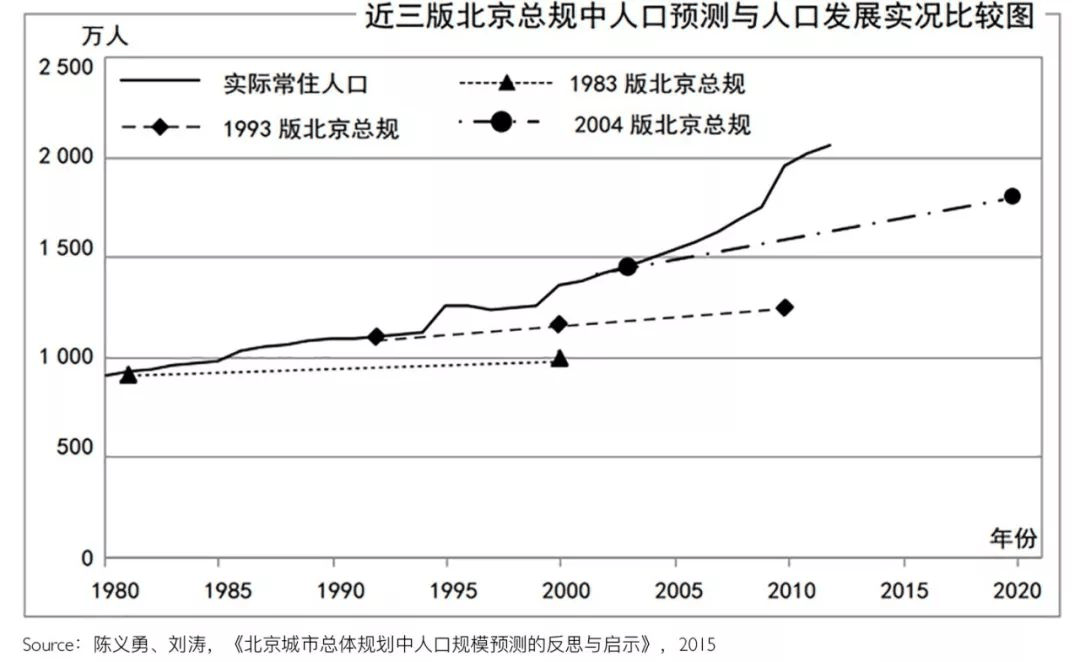 近三版北京总规中人口预测与人口发展实况比较图
万人
2 500
实际常住人口
1983 版北京总规
1993 版北京总规
2004 版北京总规
2 000
1 500
1 000
500
0
年份
1980 1985 1990 1995 2000 2005 2010 2015 2020
Source：陈义勇、刘涛，《北京城市总体规划中人口规模预测的反思与启示》，2015